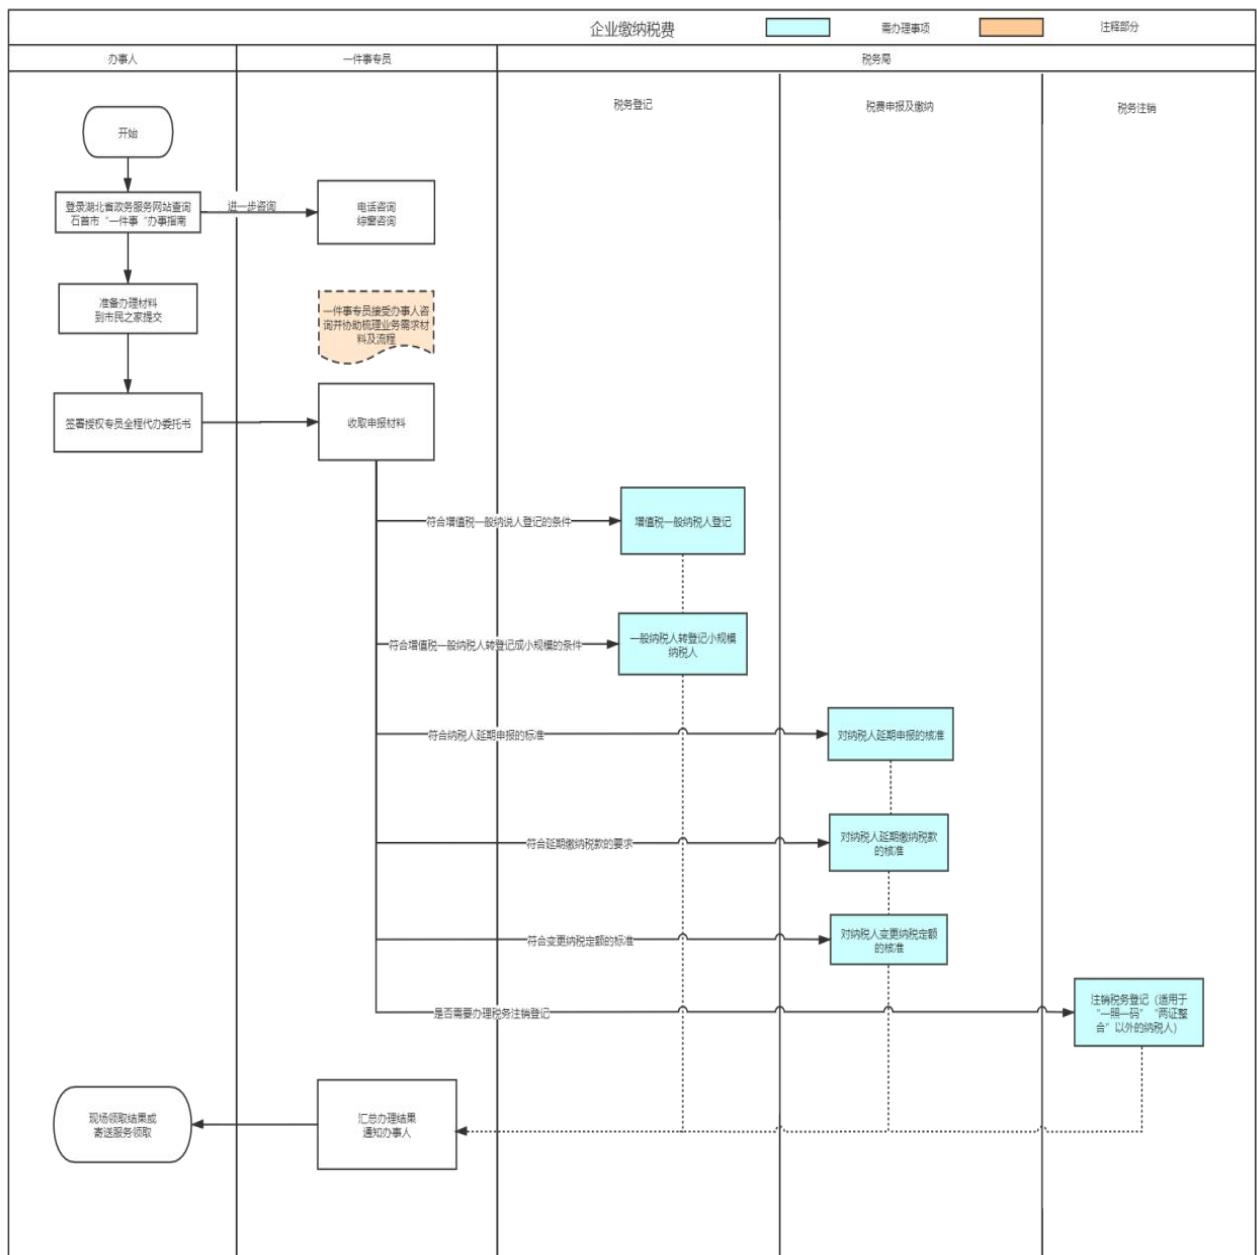 企业缴纳税费
需办理事项
注释部分
办事人
一件事专员
税务局
税务登记
税费申报及缴纳
税务注销
开始
登录湖北省政务服务网站查询
石首市“一件事“办事指南
进一步咨询
电话咨询
综窗咨询
准备办理材料
到市民之家提交
一件事专员接受办事人咨
询并协助梳理业务需求材
料及流程
签署授权专员全程代办委托书
收取申报材料
符合增值税一般纳说人登记的条件
增值税一般纳税人登记
符合增值税一般纳税人转登记成小规模的条件
一般纳税人转登记小规模
纳税人
符合纳税人延期申报的标准
对纳税人延期申报的核准
符合延期缴纳税款的要求
对纳税人延期缴纳税款
的核准
符合变更纳税定额的标准
对纳税人变更纳税定额
的核准
是否需要办理税务注销登记
注销税务登记（适用于
“一照一码” “两证整
合”以外的纳税人）
现场领取结果或
寄送服务领取
汇总办理结果
通知办事人